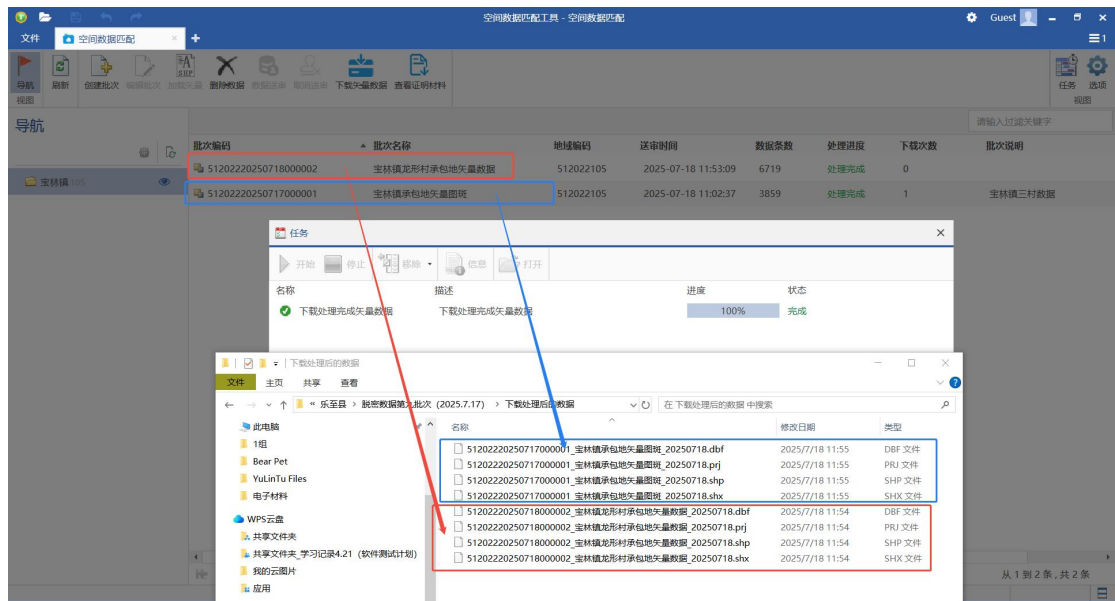 空间数据匹配工具 - 空间数据匹配
Guest
文件 空间数据匹配 × + 1
导航 刷新 创建批次 编辑批次 加载矢量 删除数据 数据送审 取消送审 下载矢量数据 查看证明材料 任务 选项
视图 视图
导航 请输入过滤关键字
批次编码 批次名称 地域编码 送审时间 数据条数 处理进度 下载次数 批次说明
51202220250718000002 宝林镇龙形村承包地矢量数据 512022105 2025-07-18 11:53:09 6719 处理完成 0
宝林镇 105
51202220250717000001 宝林镇承包地矢量图斑 512022105 2025-07-18 11:02:37 3859 处理完成 1 宝林镇三村数据
任务
开始 停止 移除 信息 打开
名称 描述 进度 状态
下载处理完成矢量数据 下载处理完成矢量数据 100% 完成
下载处理后的数据
文件 主页 共享 查看
« 乐至县 › 脱密数据第九批次 (2025.7.17) › 下载处理后的数据 在 下载处理后的数据 中搜索
此电脑 名称 修改日期 类型
1组 51202220250717000001_宝林镇承包地矢量图斑_20250718.dbf 2025/7/18 11:55 DBF 文件
Bear Pet 51202220250717000001_宝林镇承包地矢量图斑_20250718.prj 2025/7/18 11:55 PRJ 文件
YuLinTu Files 51202220250717000001_宝林镇承包地矢量图斑_20250718.shp 2025/7/18 11:55 SHP 文件
电子材料 51202220250717000001_宝林镇承包地矢量图斑_20250718.shx 2025/7/18 11:55 SHX 文件
WPS云盘 51202220250718000002_宝林镇龙形村承包地矢量数据_20250718.dbf 2025/7/18 11:54 DBF 文件
共享文件夹 51202220250718000002_宝林镇龙形村承包地矢量数据_20250718.prj 2025/7/18 11:54 PRJ 文件
共享文件夹_学习记录4.21 (软件测试计划) 51202220250718000002_宝林镇龙形村承包地矢量数据_20250718.shp 2025/7/18 11:54 SHP 文件
我的云图片 51202220250718000002_宝林镇龙形村承包地矢量数据_20250718.shx 2025/7/18 11:54 SHX 文件
应用
从 1 到 2 条 , 共 2 条